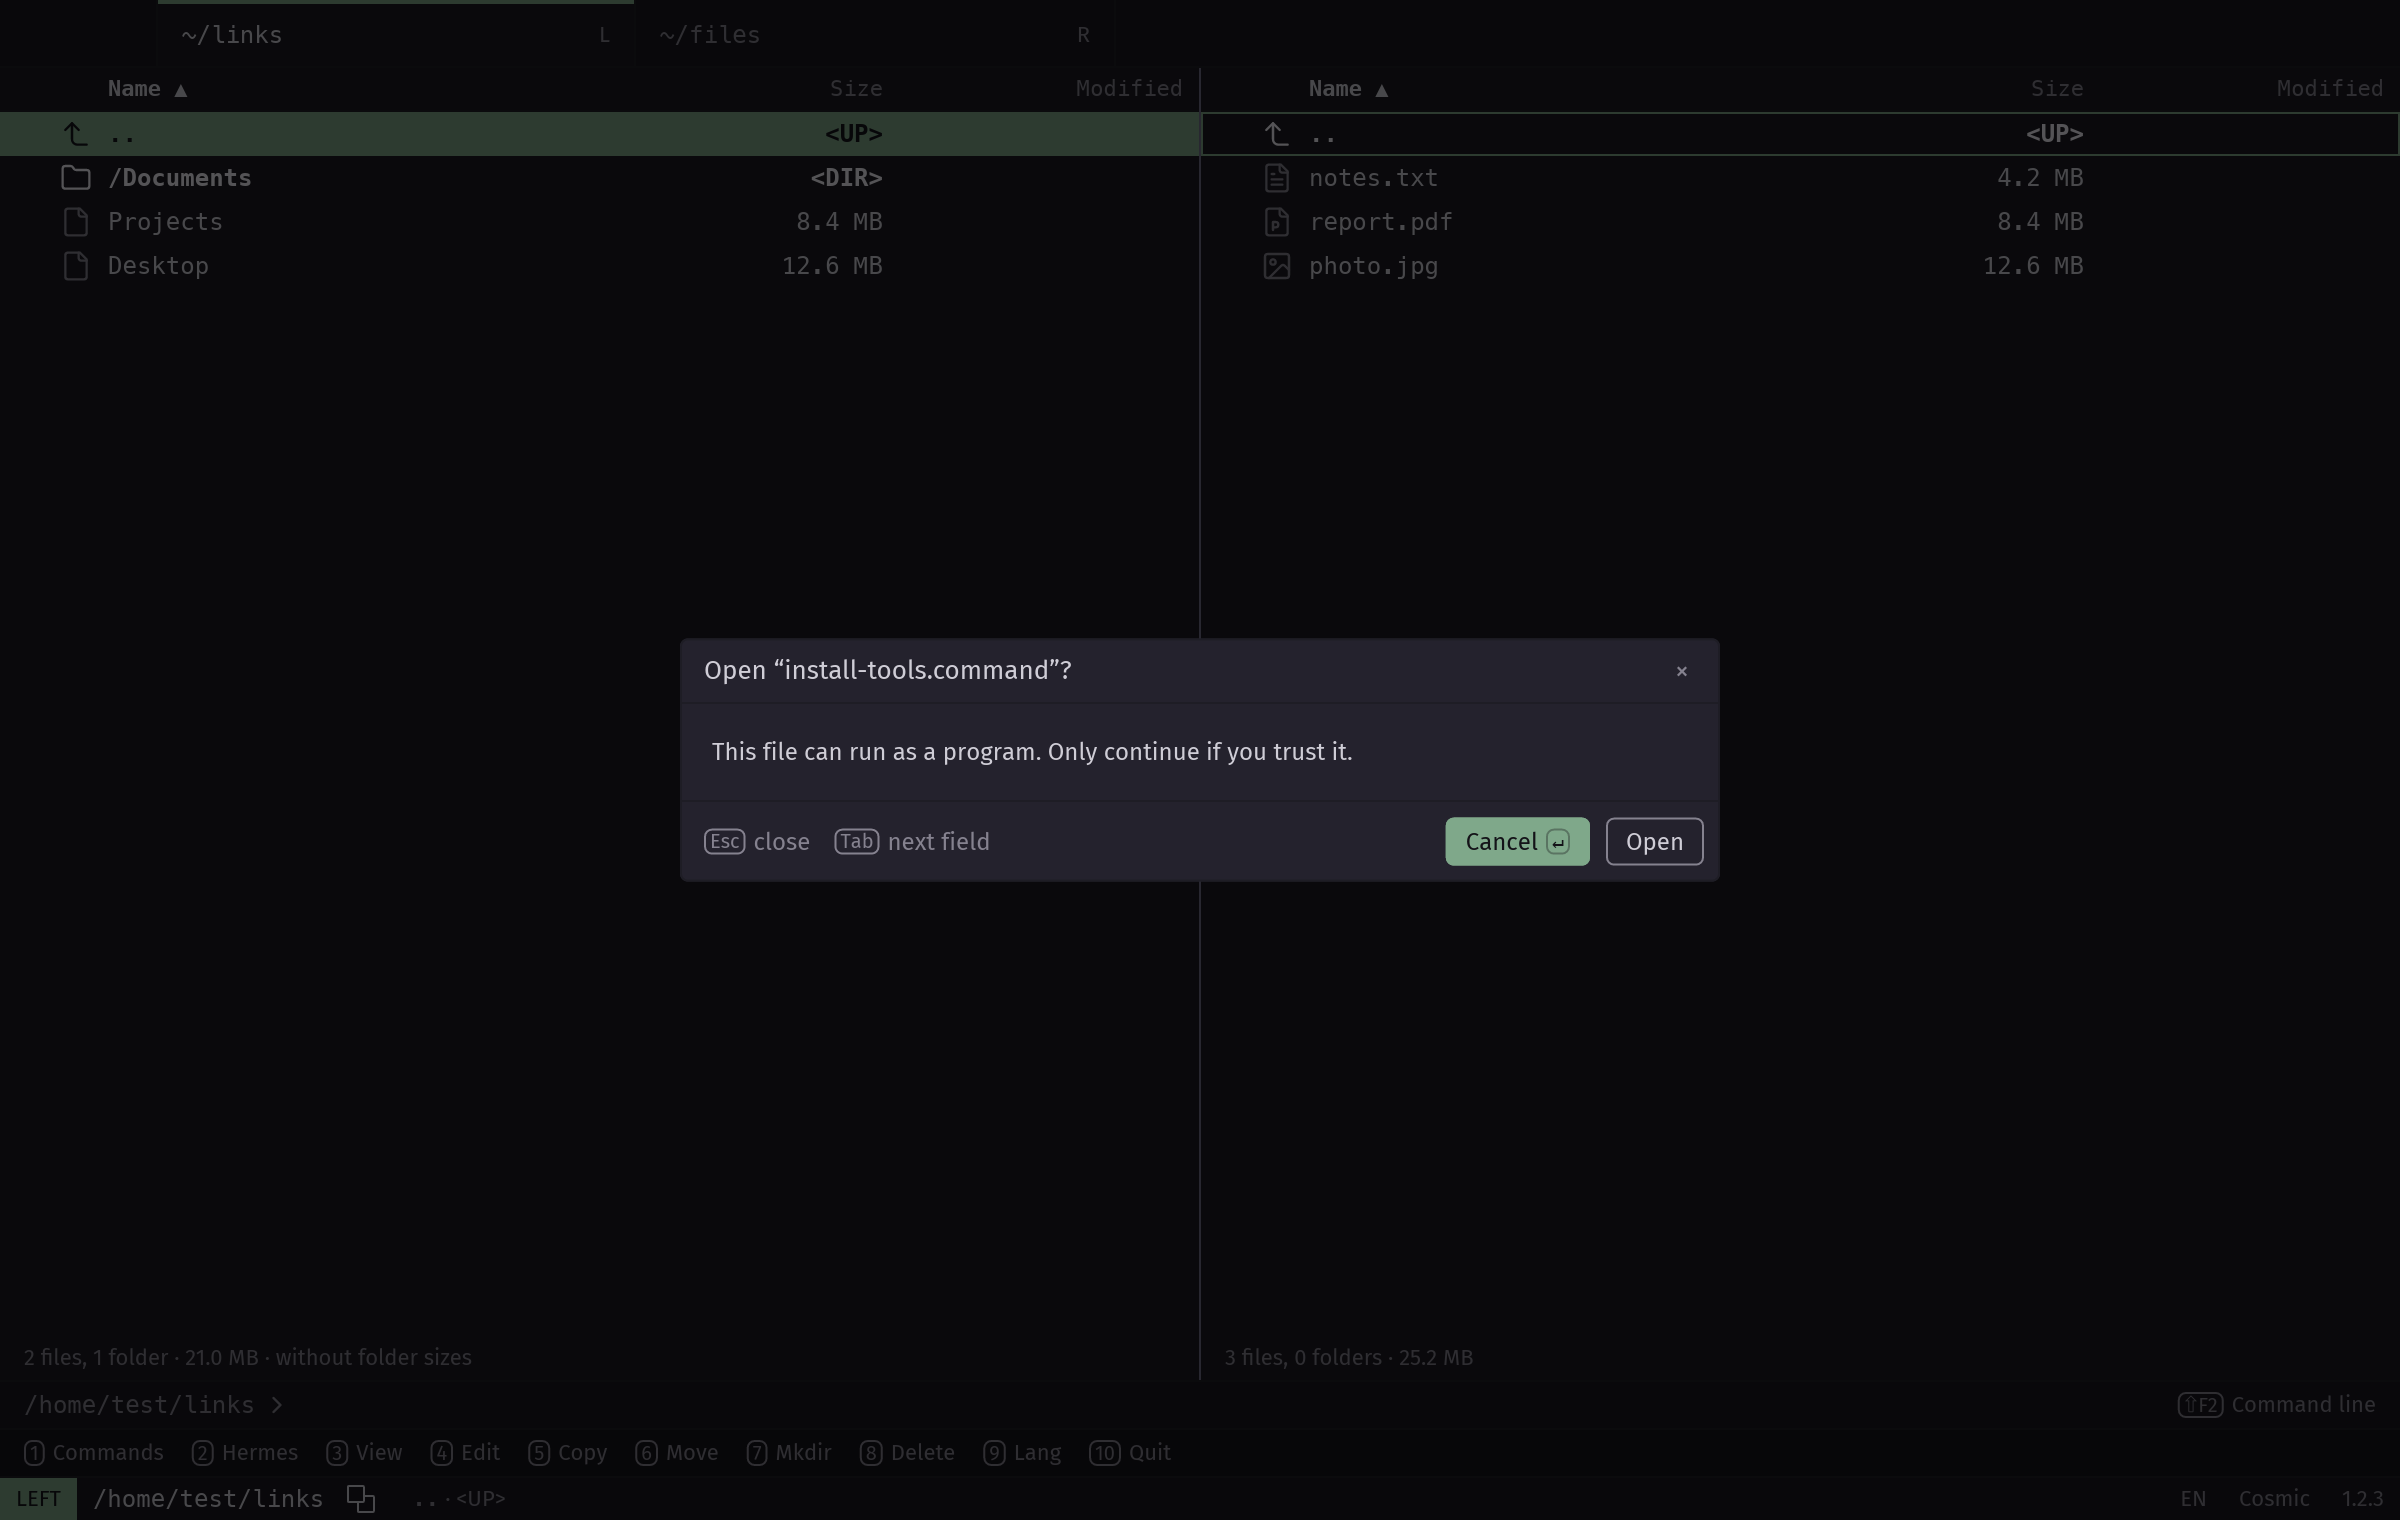 ~/links L ~/files R
Name ▲ Size Modified Name ▲ Size Modified
.. <UP> .. <UP>
/Documents <DIR> notes.txt 4.2 MB
Projects 8.4 MB report.pdf 8.4 MB
Desktop 12.6 MB photo.jpg 12.6 MB
Open “install-tools.command”? ×
This file can run as a program. Only continue if you trust it.
Esc close Tab next field Cancel ↵ Open
2 files, 1 folder · 21.0 MB · without folder sizes 3 files, 0 folders · 25.2 MB
/home/test/links > ⇧F2 Command line
1 Commands 2 Hermes 3 View 4 Edit 5 Copy 6 Move 7 Mkdir 8 Delete 9 Lang 10 Quit
LEFT /home/test/links .. · <UP> EN Cosmic 1.2.3